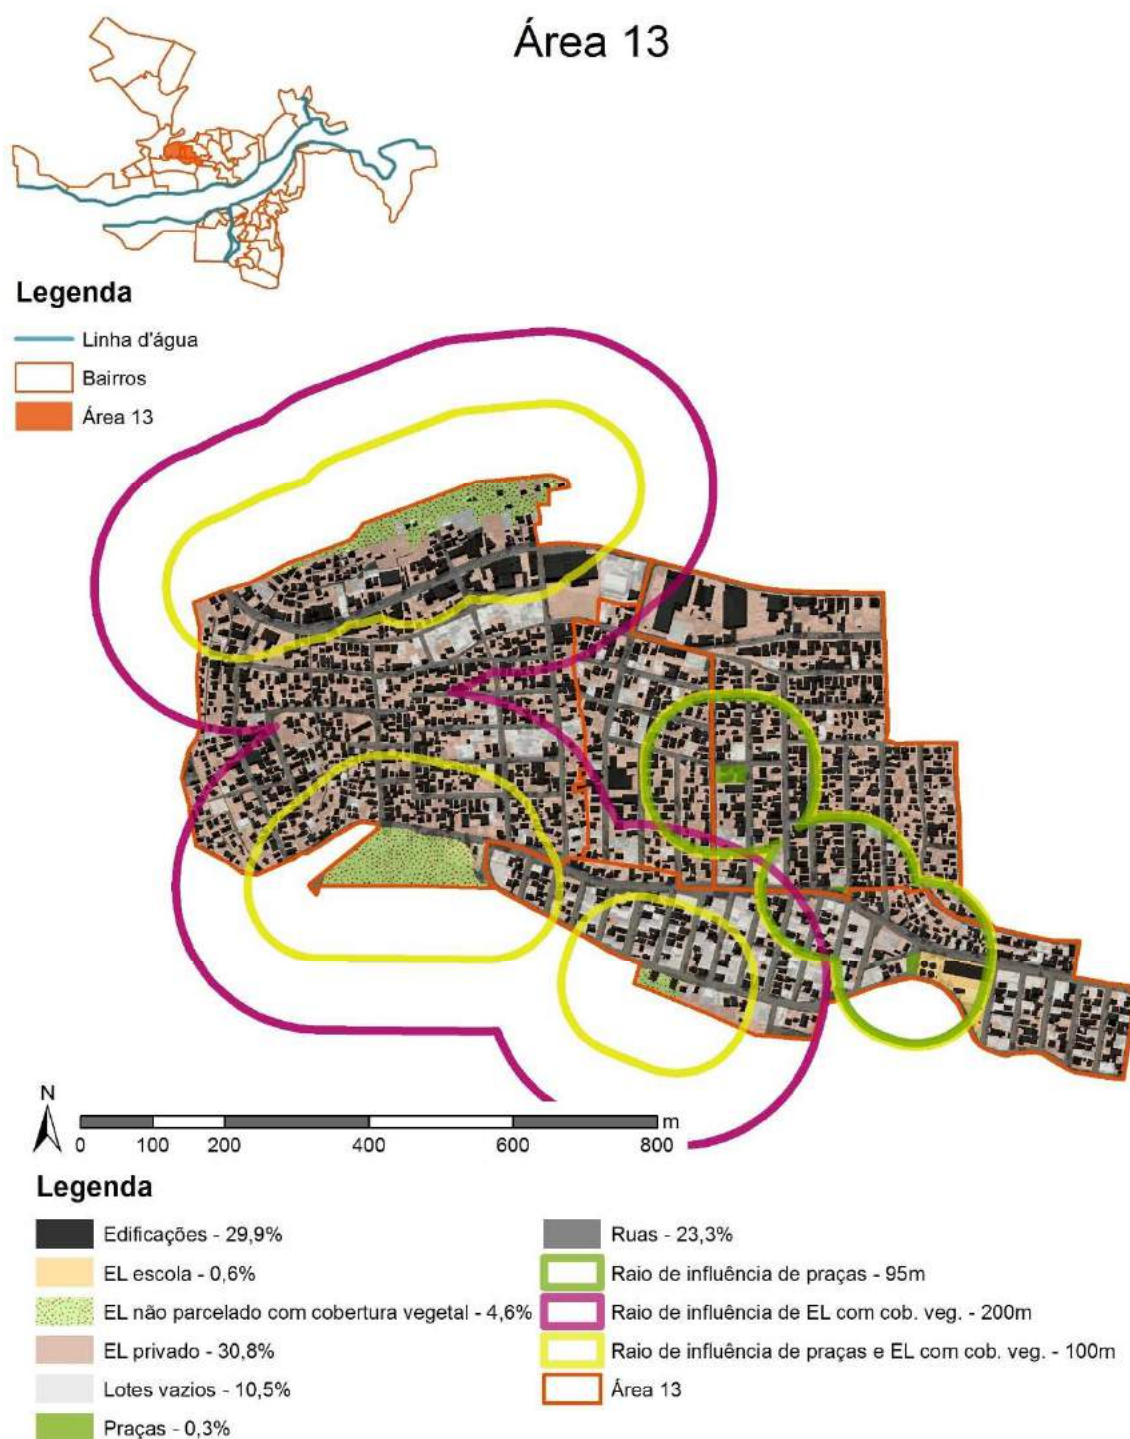 Área 13
Legenda
Linha d'água
Bairros
Área 13
N
0 100 200 400 600 800 m
Legenda
Edificações - 29,9%
EL escola - 0,6%
EL não parcelado com cobertura vegetal - 4,6%
EL privado - 30,8%
Lotes vazios - 10,5%
Praças - 0,3%
Ruas - 23,3%
Raio de influência de praças - 95m
Raio de influência de EL com cob. veg. - 200m
Raio de influência de praças e EL com cob. veg. - 100m
Área 13